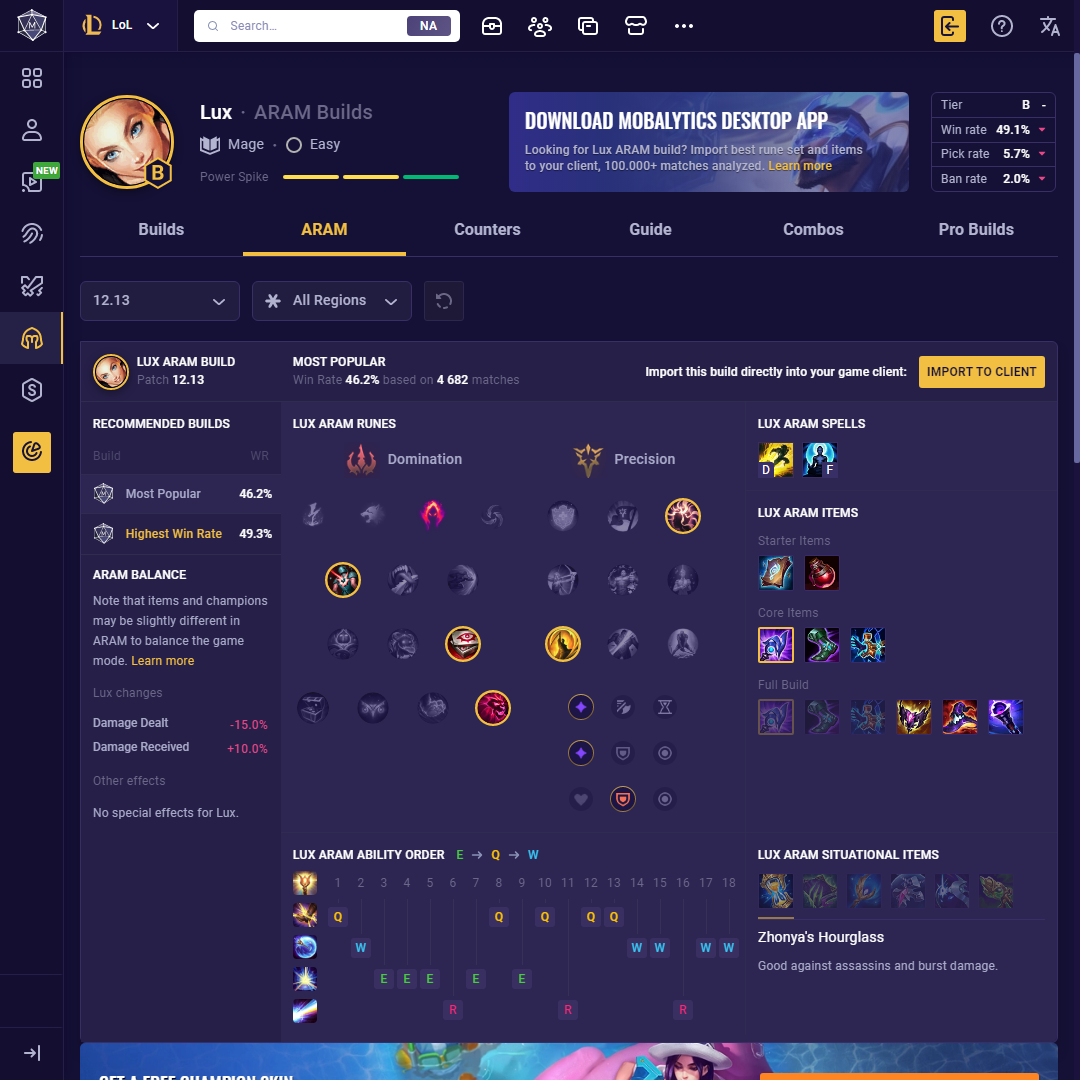 LoL
Search...
NA
NEW
Lux · ARAM Builds
Mage · Easy
Power Spike
B
DOWNLOAD MOBALYTICS DESKTOP APP
Looking for Lux ARAM build? Import best rune set and items
to your client, 100.000+ matches analyzed. Learn more
Tier B -
Win rate 49.1%
Pick rate 5.7%
Ban rate 2.0%
Builds ARAM Counters Guide Combos Pro Builds
12.13
All Regions
LUX ARAM BUILD
Patch 12.13
MOST POPULAR
Win Rate 46.2% based on 4 682 matches
Import this build directly into your game client:
IMPORT TO CLIENT
RECOMMENDED BUILDS
Build WR
Most Popular 46.2%
Highest Win Rate 49.3%
ARAM BALANCE
Note that items and champions
may be slightly different in
ARAM to balance the game
mode. Learn more
Lux changes
Damage Dealt -15.0%
Damage Received +10.0%
Other effects
No special effects for Lux.
LUX ARAM RUNES
Domination
Precision
LUX ARAM SPELLS
D F
LUX ARAM ITEMS
Starter Items
Core Items
Full Build
LUX ARAM ABILITY ORDER E → Q → W
1 2 3 4 5 6 7 8 9 10 11 12 13 14 15 16 17 18
Q Q Q Q Q
W W W W W
E E E E E
R R R
LUX ARAM SITUATIONAL ITEMS
Zhonya's Hourglass
Good against assassins and burst damage.
GET A FREE CHAMPION SKIN